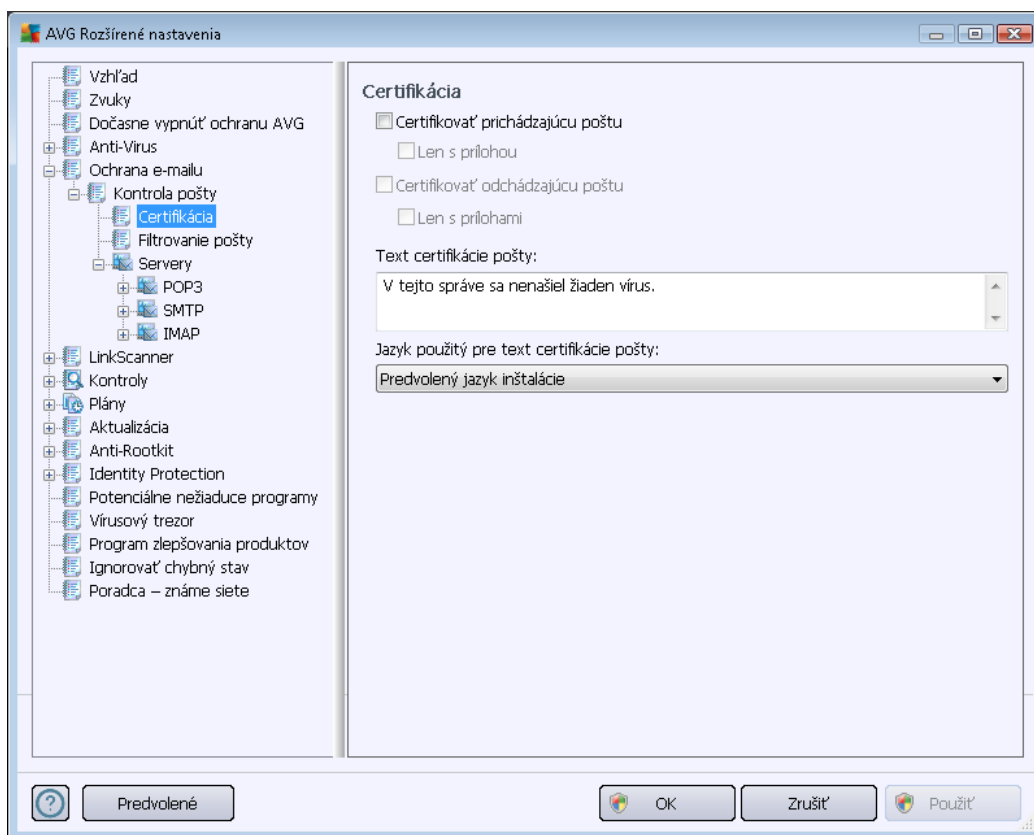 AVG Rozšírené nastavenia
Vzhľad
Zvuky
Dočasne vypnúť ochranu AVG
Anti-Virus
Ochrana e-mailu
Kontrola pošty
Certifikácia
Filtrovanie pošty
Servery
POP3
SMTP
IMAP
LinkScanner
Kontroly
Plány
Aktualizácia
Anti-Rootkit
Identity Protection
Potenciálne nežiaduce programy
Vírusový trezor
Program zlepšovania produktov
Ignorovať chybný stav
Poradca – známe siete
Certifikácia
Certifikovať prichádzajúcu poštu
Len s prílohou
Certifikovať odchádzajúcu poštu
Len s prílohami
Text certifikácie pošty:
V tejto správe sa nenašiel žiaden vírus.
Jazyk použitý pre text certifikácie pošty:
Predvolený jazyk inštalácie
Predvolené
OK
Zrušiť
Použiť